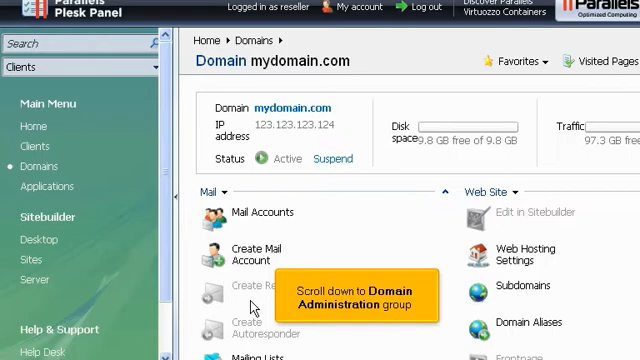 Parallels
Plesk Panel
Logged in as reseller
My account
Log out
Discover Parallels
Virtuozzo Containers
Parallels
Optimized Computing
Search
Clients
Main Menu
Home
Clients
Domains
Applications
Sitebuilder
Desktop
Sites
Server
Help & Support
Help Desk
Home
Domains
Domain mydomain.com
Favorites
Visited Pages
Domain mydomain.com
IP address 123.123.123.124
Status Active Suspend
Disk space 9.8 GB free of 9.8 GB
Traffic 97.3 GB free
Mail
Mail Accounts
Create Mail
Account
Create Re
Create
Autoresponder
Mailing Lists
Web Site
Edit in Sitebuilder
Web Hosting
Settings
Subdomains
Domain Aliases
Frontpage
Scroll down to Domain
Administration group